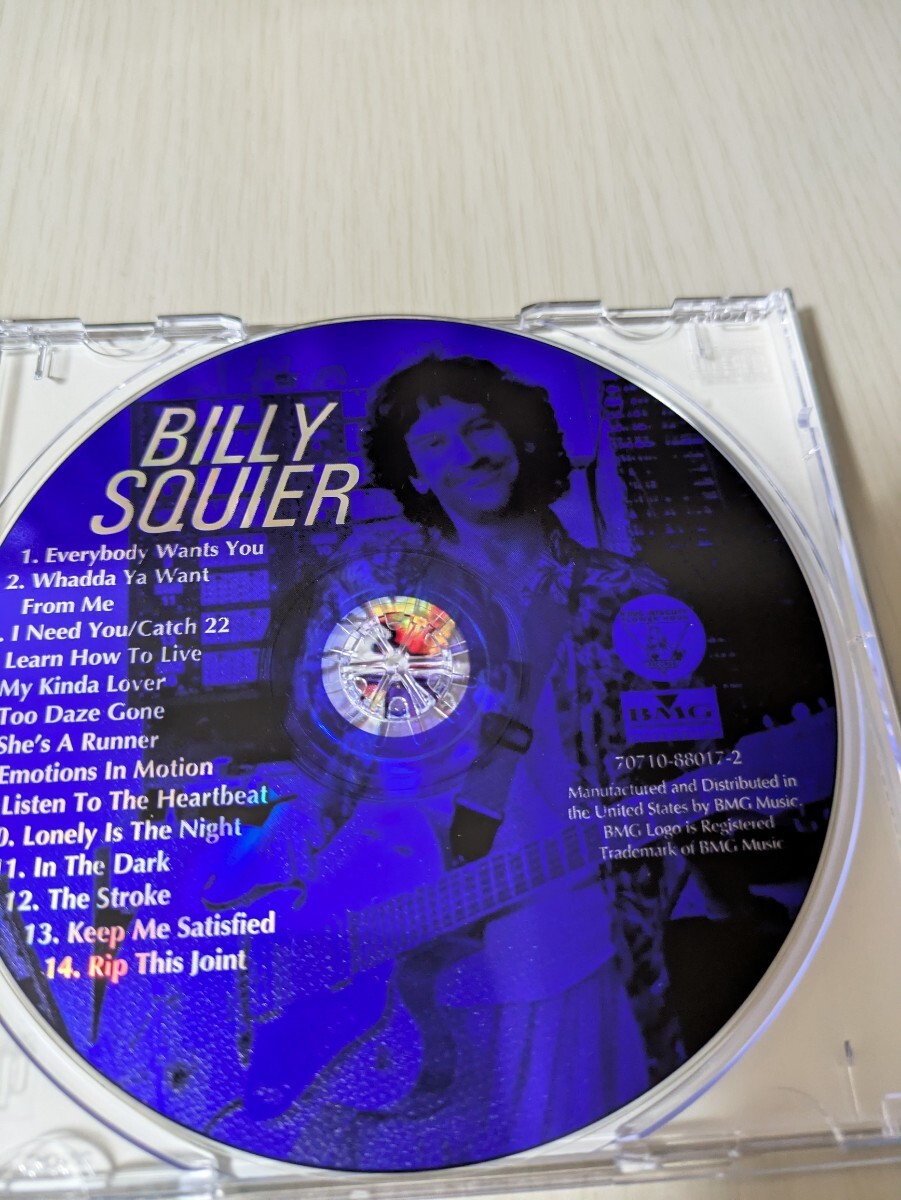 BILLY
SQUIER
1. Everybody Wants You
2. Whadda Ya Want
From Me
. I Need You/Catch 22
Learn How To Live
My Kinda Lover
Too Daze Gone
She's A Runner
Emotions In Motion
Listen To The Heartbeat
0. Lonely Is The Night
11. In The Dark
12. The Stroke
13. Keep Me Satisfied
14. Rip This Joint
BMG
70710-88017-2
Manufactured and Distributed in
the United States by BMG Music.
BMG Logo is Registered
Trademark of BMG Music